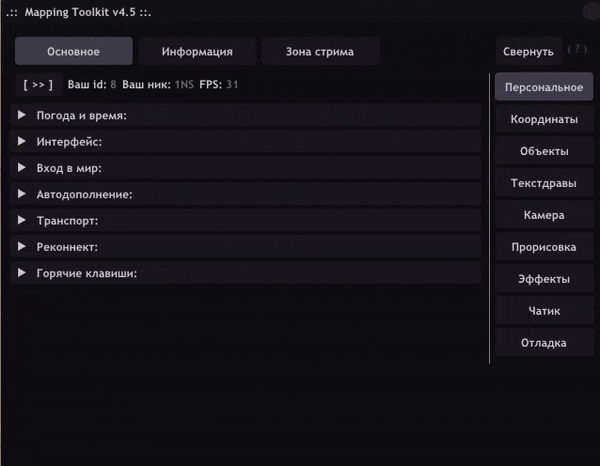 .:: Mapping Toolkit v4.5 ::.
Основное Информация Зона стрима Свернуть ( ? )
[ >> ] Ваш id: 8 Ваш ник: 1NS FPS: 31
Персональное
Погода и время:
Координаты
Интерфейс:
Объекты
Вход в мир:
Текстдравы
Автодополнение:
Камера
Транспорт:
Прорисовка
Реконнект:
Эффекты
Горячие клавиши:
Чатик
Отладка